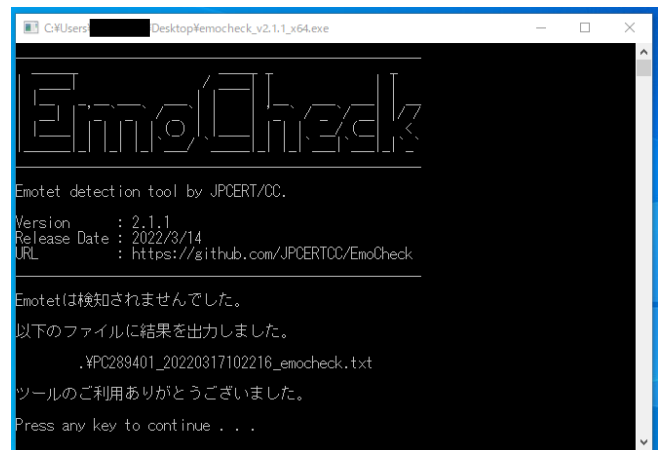 C:¥Users¥ ¥Desktop¥emocheck_v2.1.1_x64.exe
EmoCheck
Emotet detection tool by JPCERT/CC.
Version : 2.1.1
Release Date : 2022/3/14
URL : https://github.com/JPCERTCC/EmoCheck
Emotetは検知されませんでした。
以下のファイルに結果を出力しました。
.¥PC289401_20220317102216_emocheck.txt
ツールのご利用ありがとうございました。
Press any key to continue . . .